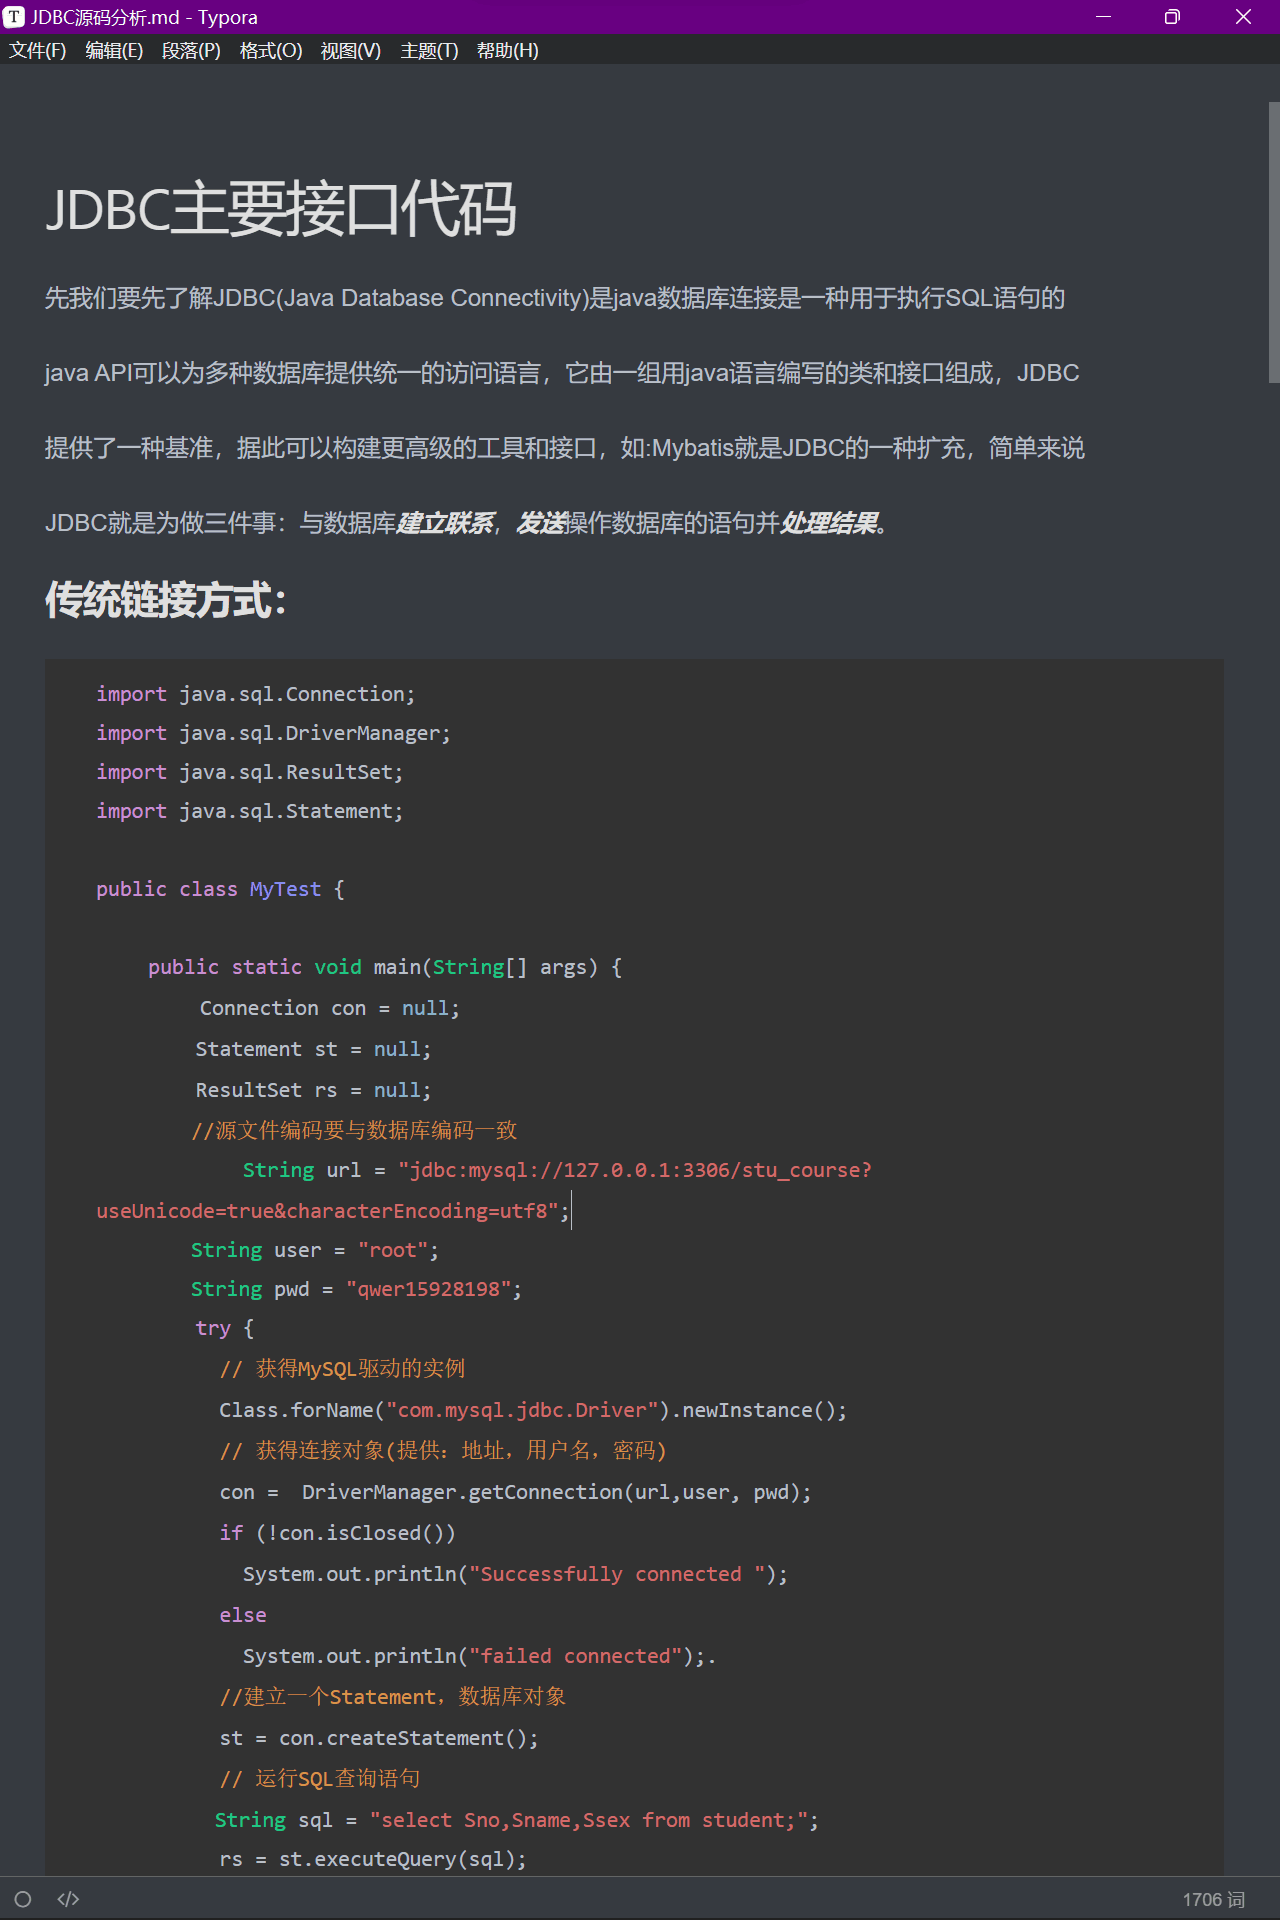 JDBC源码分析.md - Typora
文件(F) 编辑(E) 段落(P) 格式(O) 视图(V) 主题(T) 帮助(H)
JDBC主要接口代码
先我们要先了解JDBC(Java Database Connectivity)是java数据库连接是一种用于执行SQL语句的
java API可以为多种数据库提供统一的访问语言，它由一组用java语言编写的类和接口组成，JDBC
提供了一种基准，据此可以构建更高级的工具和接口，如:Mybatis就是JDBC的一种扩充，简单来说
JDBC就是为做三件事：与数据库建立联系，发送操作数据库的语句并处理结果。
传统链接方式：
import java.sql.Connection;
import java.sql.DriverManager;
import java.sql.ResultSet;
import java.sql.Statement;
public class MyTest {
public static void main(String[] args) {
Connection con = null;
Statement st = null;
ResultSet rs = null;
//源文件编码要与数据库编码一致
String url = "jdbc:mysql://127.0.0.1:3306/stu_course?
useUnicode=true&characterEncoding=utf8";
String user = "root";
String pwd = "qwer15928198";
try {
// 获得MySQL驱动的实例
Class.forName("com.mysql.jdbc.Driver").newInstance();
// 获得连接对象(提供：地址，用户名，密码)
con =  DriverManager.getConnection(url,user, pwd);
if (!con.isClosed())
System.out.println("Successfully connected ");
else
System.out.println("failed connected");.
//建立一个Statement，数据库对象
st = con.createStatement();
// 运行SQL查询语句
String sql = "select Sno,Sname,Ssex from student;";
rs = st.executeQuery(sql);
1706 词